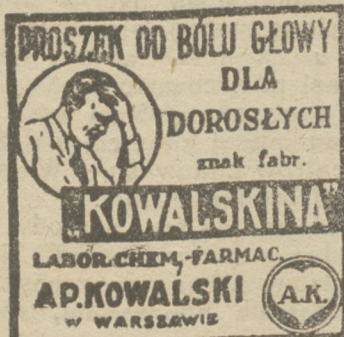 PROSZEK OD BÓLU GŁOWY
DLA
DOROSŁYCH
znak fabr.
„KOWALSKINA”
LABOR. CHEM.-FARMAC.
AP. KOWALSKI
W WARSZAWIE
A.K.